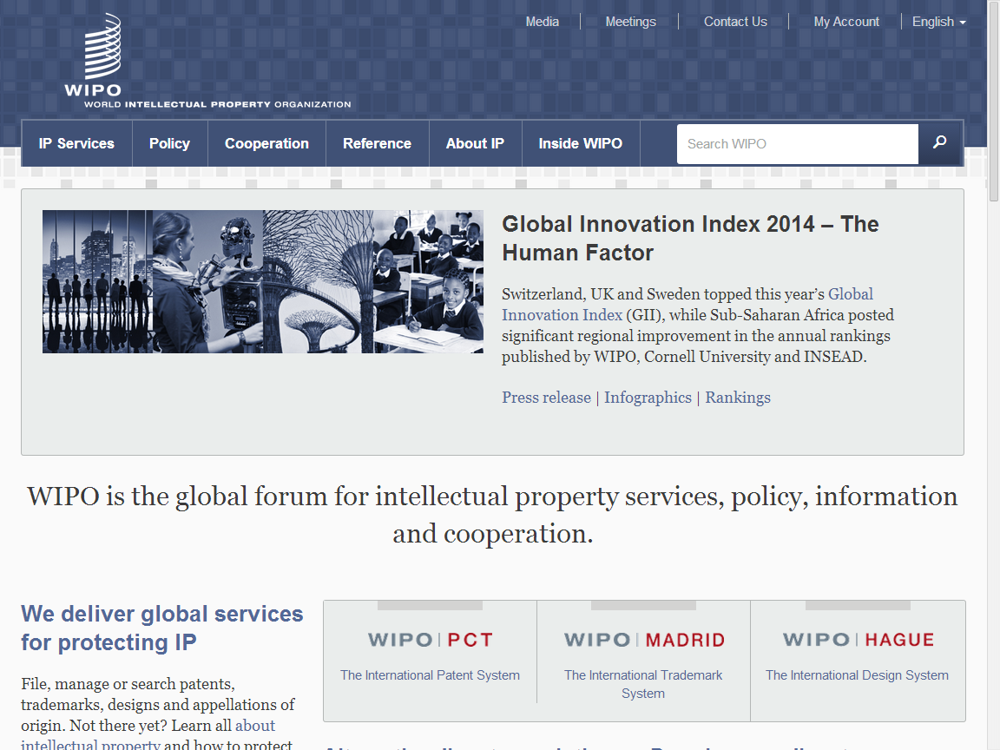 Media
Meetings
Contact Us
My Account
English
WIPO
WORLD INTELLECTUAL PROPERTY ORGANIZATION
IP Services
Policy
Cooperation
Reference
About IP
Inside WIPO
Search WIPO
Global Innovation Index 2014 – The
Human Factor
Switzerland, UK and Sweden topped this year’s Global
Innovation Index (GII), while Sub-Saharan Africa posted
significant regional improvement in the annual rankings
published by WIPO, Cornell University and INSEAD.
Press release | Infographics | Rankings
WIPO is the global forum for intellectual property services, policy, information
and cooperation.
We deliver global services
for protecting IP
File, manage or search patents,
trademarks, designs and appellations of
origin. Not there yet? Learn all about
intellectual property and how to protect
WIPO | PCT
The International Patent System
WIPO | MADRID
The International Trademark
System
WIPO | HAGUE
The International Design System